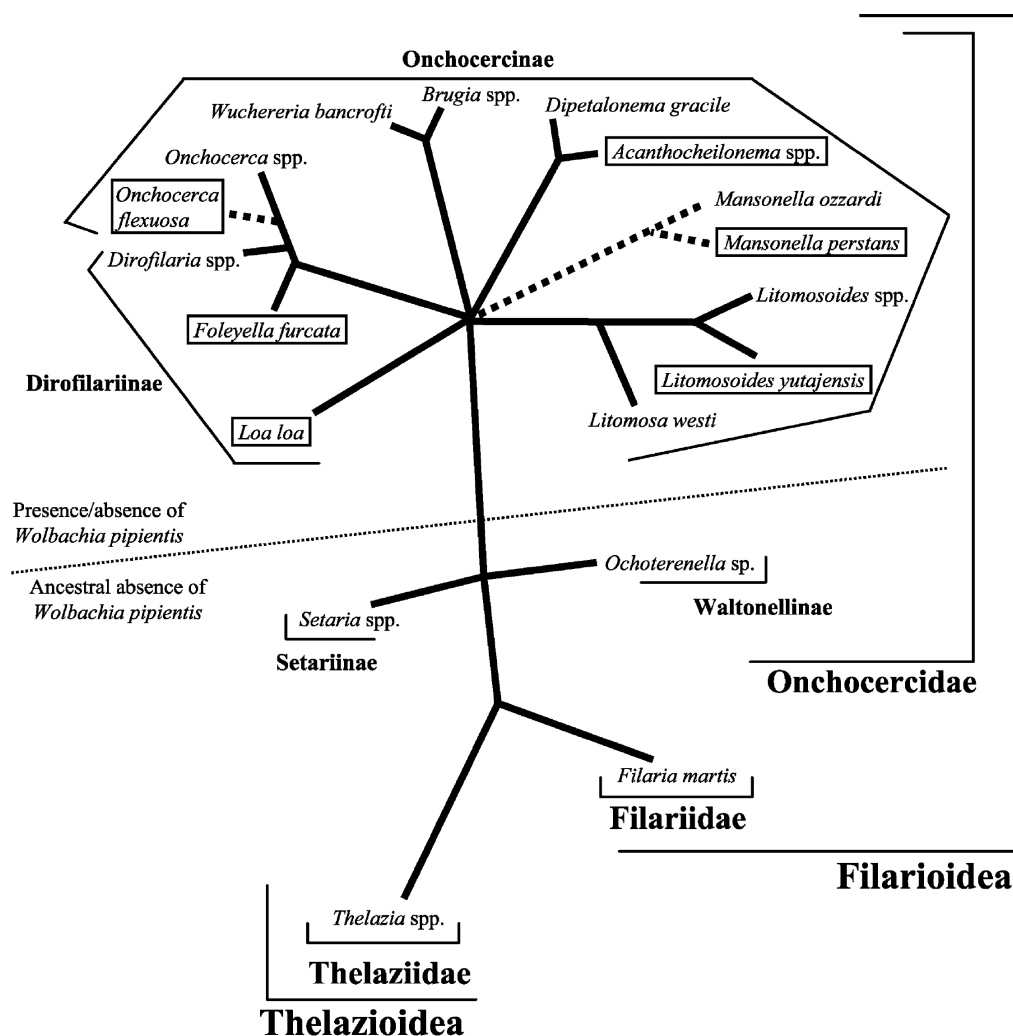 Onchocercinae
Brugia spp.
Wuchereria bancrofti
Dipetalonema gracile
Onchocerca spp.
Acanthocheilonema spp.
Onchocerca
flexuosa
Mansonella ozzardi
Mansonella perstans
Dirofilaria spp.
Litomosoides spp.
Foleyella furcata
Dirofilariinae
Litomosoides yutajensis
Loa loa
Litomosa westi
Presence/absence of
Wolbachia pipientis
Ancestral absence of
Wolbachia pipientis
Ochoterenella sp.
Waltonellinae
Setaria spp.
Setariinae
Onchocercidae
Filaria martis
Filariidae
Filarioidea
Thelazia spp.
Thelaziidae
Thelazioidea